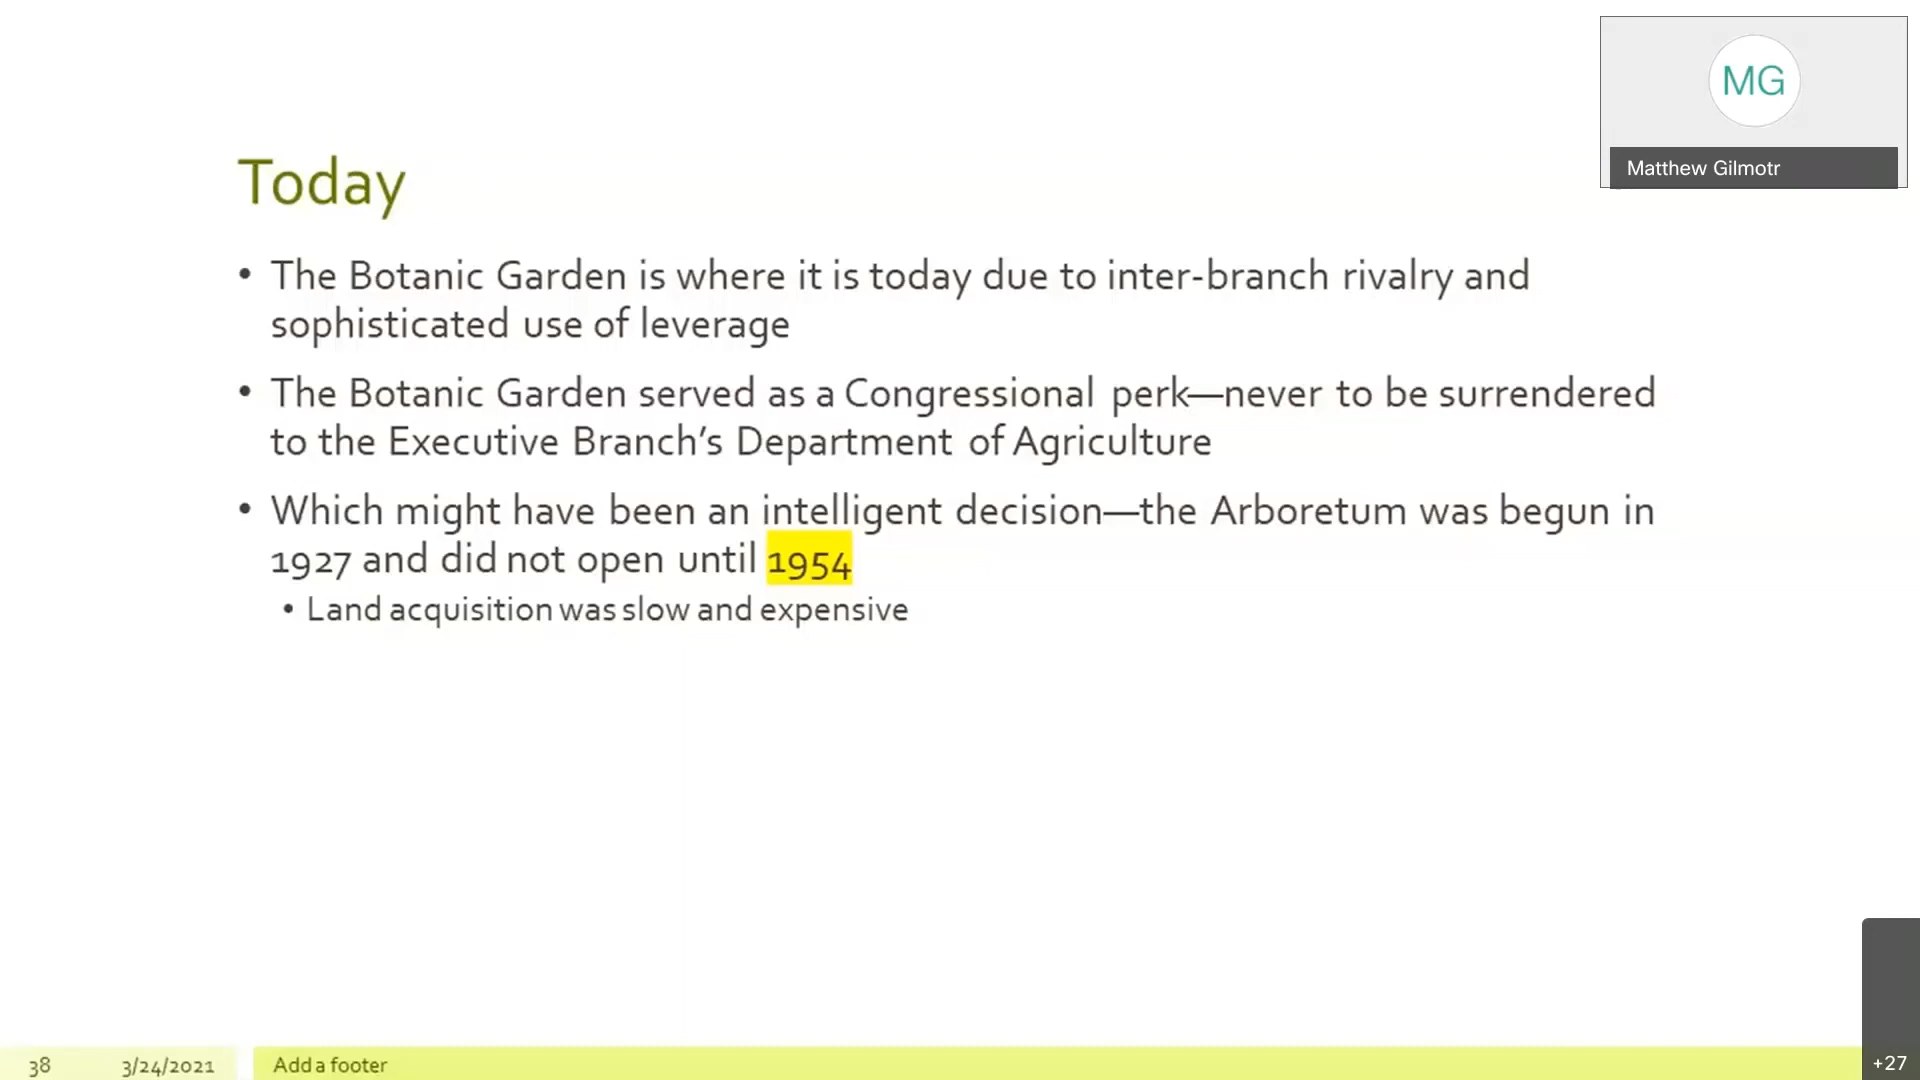 MG
Matthew Gilmotr
Today
• The Botanic Garden is where it is today due to inter-branch rivalry and
sophisticated use of leverage
• The Botanic Garden served as a Congressional perk—never to be surrendered
to the Executive Branch’s Department of Agriculture
• Which might have been an intelligent decision—the Arboretum was begun in
1927 and did not open until 1954
• Land acquisition was slow and expensive
38 3/24/2021 Add a footer
+27